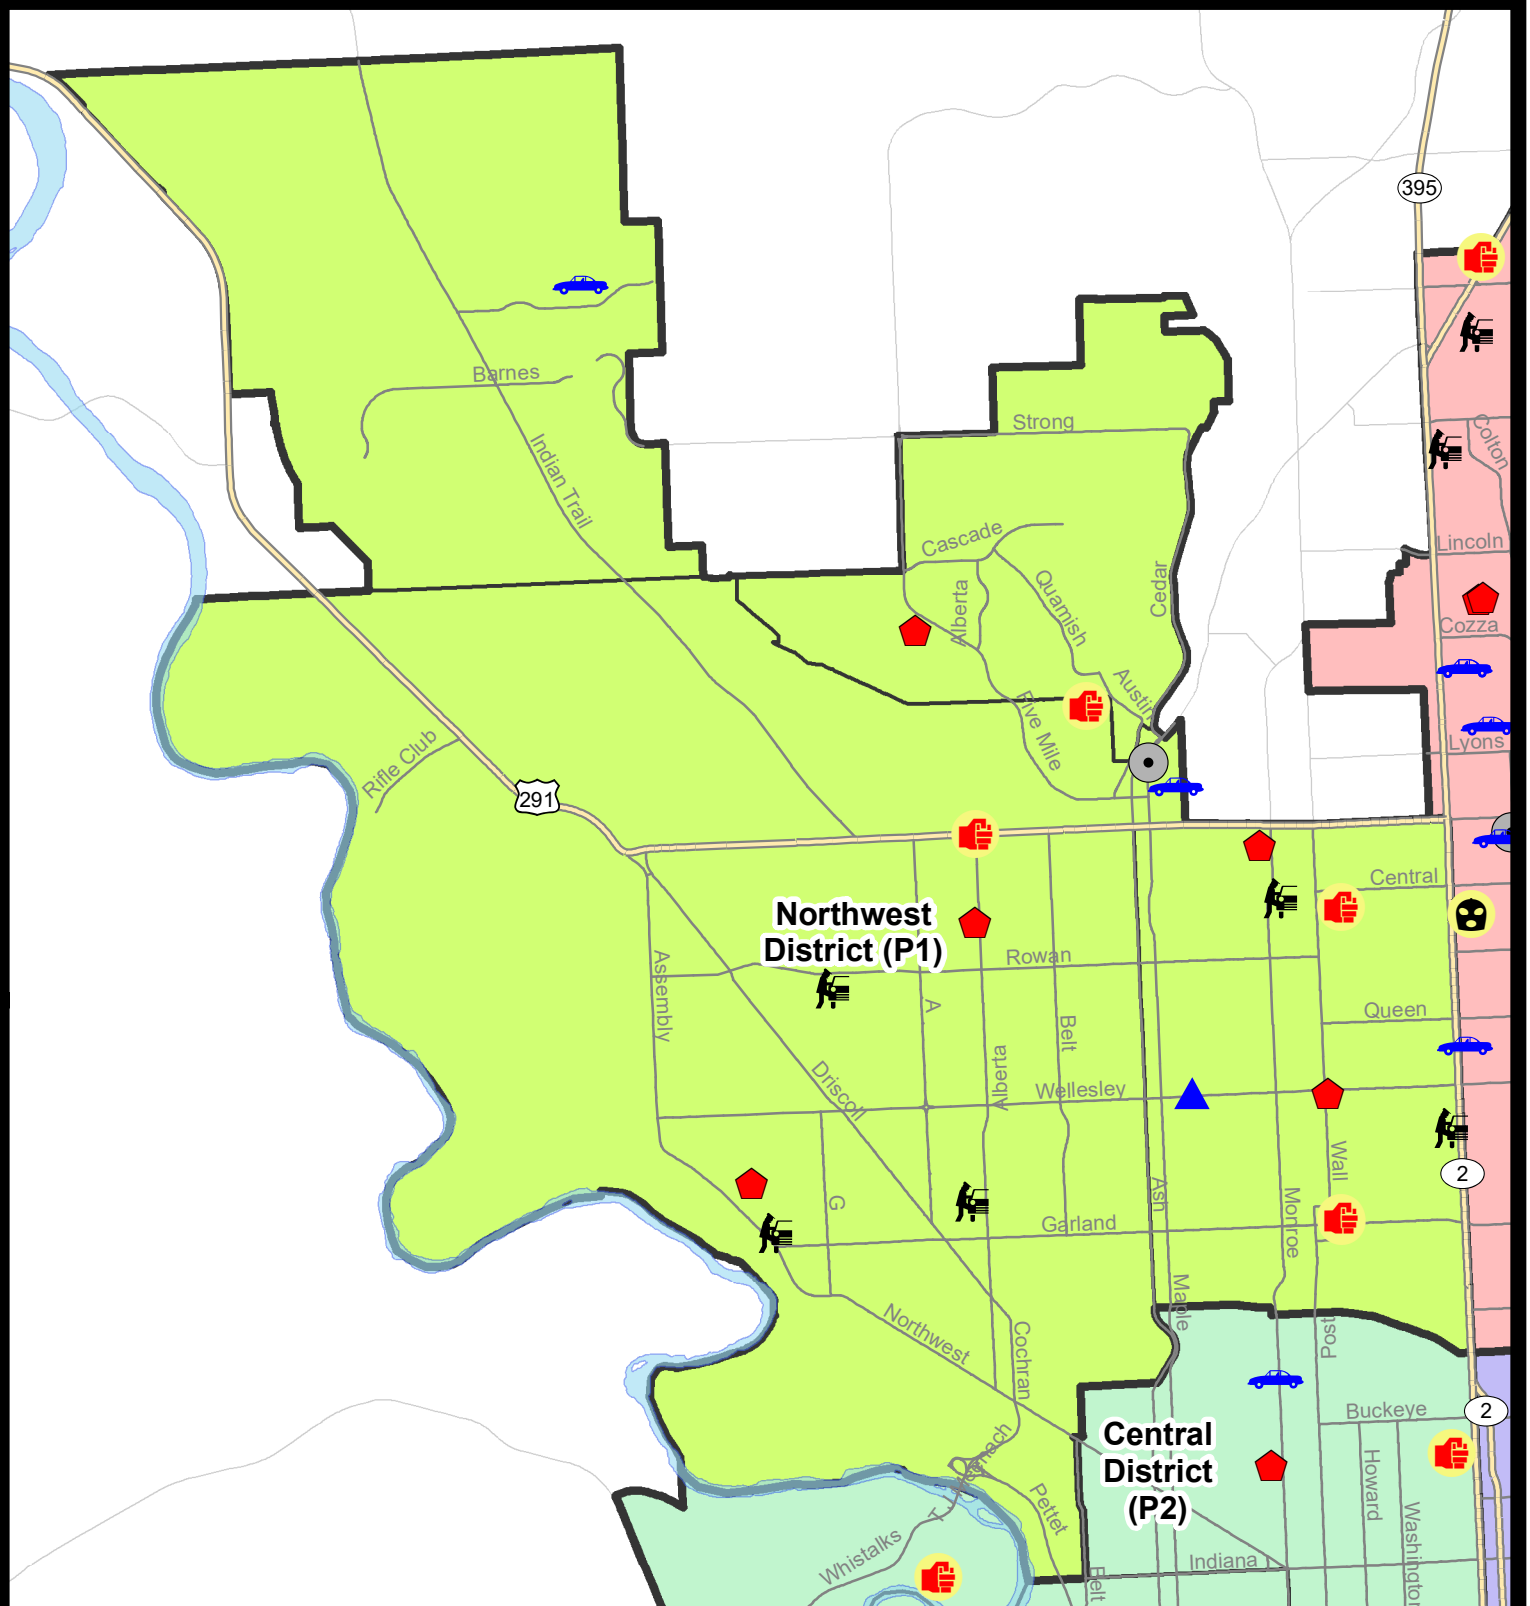 395
Barnes
Strong
Colton
Indian Trail
Cascade
Lincoln
Cedar
Alberta
Quamish
Cozza
Austin
Five Mile
Lyons
Rifle Club
291
Central
Northwest
District (P1)
Rowan
Assembly
A
Queen
Belt
Alberta
Driscoll
Wellesley
Wall
2
G
Ash
Monroe
Garland
Maple
Northwest
Cochran
Post
Buckeye
2
Central
District
(P2)
Howard
Pettet
Washington
Whistalks
Indiana
Belt